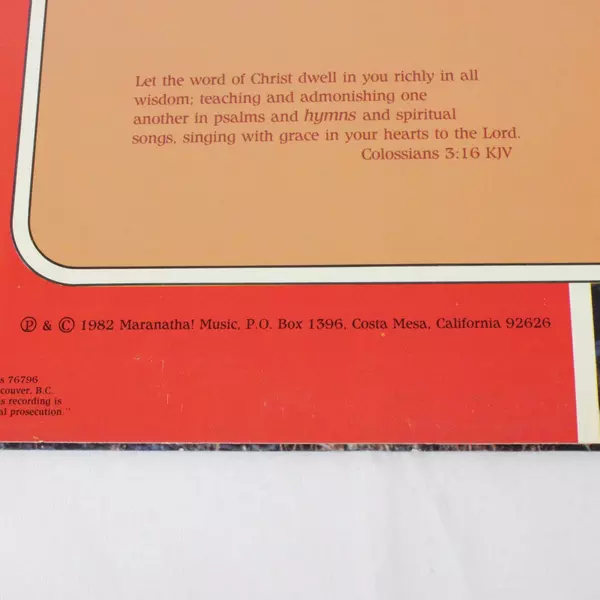 Let the word of Christ dwell in you richly in all
wisdom; teaching and admonishing one
another in psalms and hymns and spiritual
songs, singing with grace in your hearts to the Lord.
Colossians 3:16 KJV
Ⓟ & © 1982 Maranatha! Music, P.O. Box 1396, Costa Mesa, California 92626
s 76796
couver, B.C.
s recording is
al prosecution."